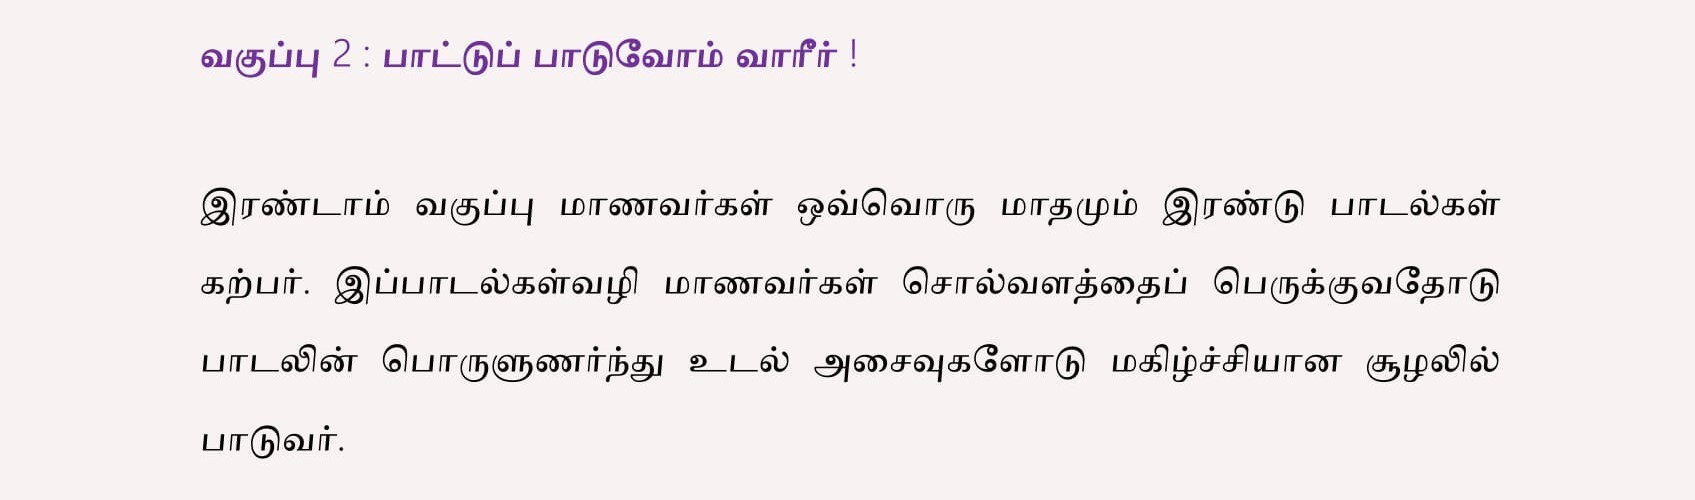 வகுப்பு 2 : பாட்டுப் பாடுவோம் வாரீர் !
இரண்டாம் வகுப்பு மாணவர்கள் ஒவ்வொரு மாதமும் இரண்டு பாடல்கள்
கற்பர். இப்பாடல்கள்வழி மாணவர்கள் சொல்வளத்தைப் பெருக்குவதோடு
பாடலின் பொருளுணர்ந்து உடல் அசைவுகளோடு மகிழ்ச்சியான சூழலில்
பாடுவர்.